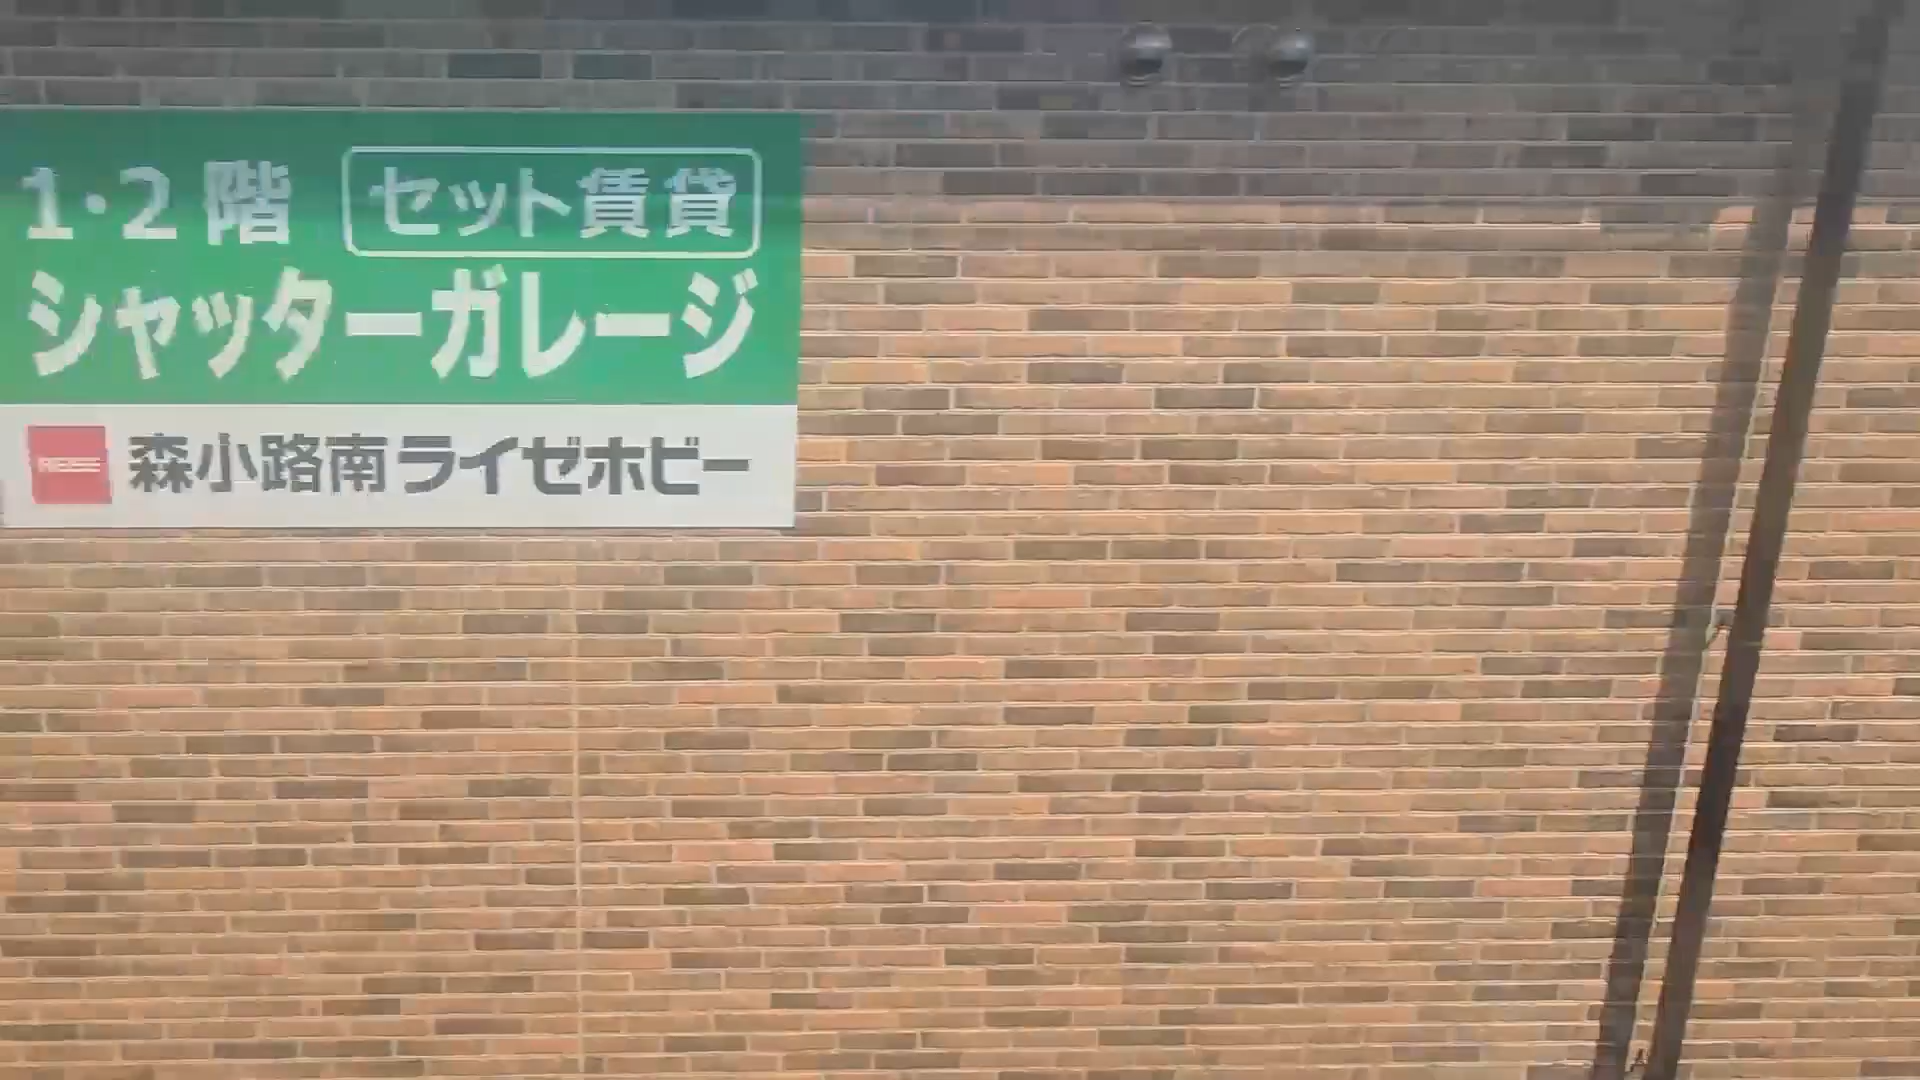 1・2階 セット賃貸
シャッターガレージ
森小路南ライゼホビー